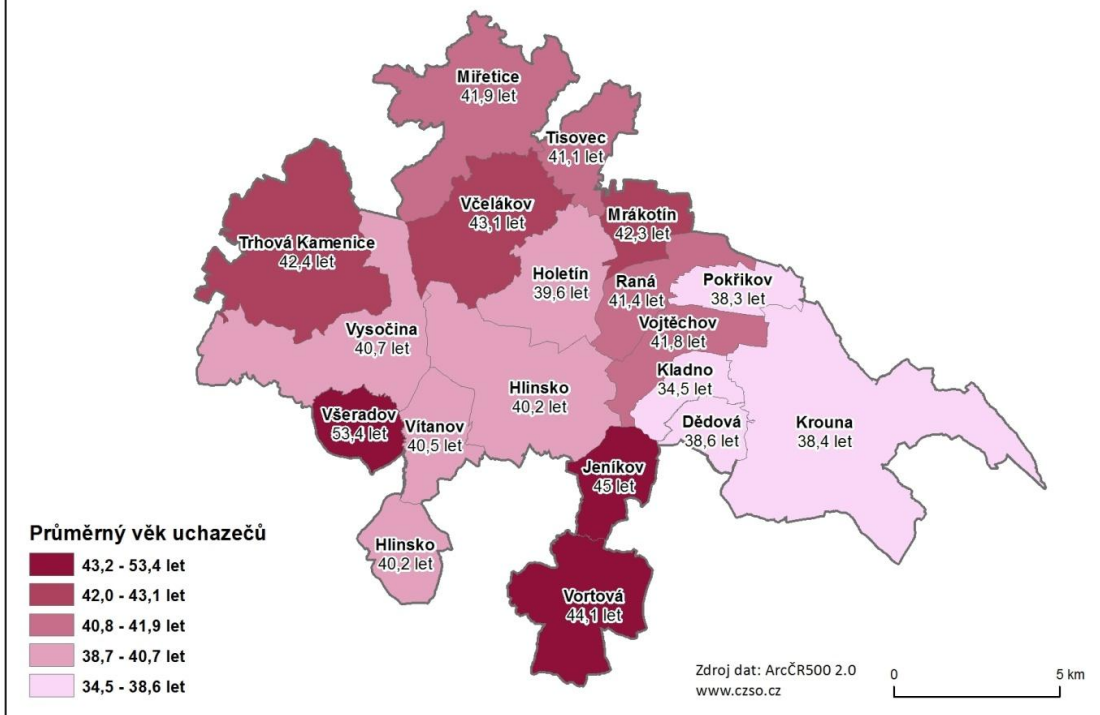 Miřetice
41,9 let
Tisovec
41,1 let
Včelákov
43,1 let
Mrákotín
42,3 let
Trhová Kamenice
42,4 let
Holetín
39,6 let
Raná
41,4 let
Pokřikov
38,3 let
Vysočina
40,7 let
Vojtěchov
41,8 let
Kladno
34,5 let
Hlinsko
40,2 let
Všeradov
53,4 let
Vítanov
40,5 let
Dědová
38,6 let
Krouna
38,4 let
Jeníkov
45 let
Hlinsko
40,2 let
Vortová
44,1 let
Průměrný věk uchazečů
43,2 - 53,4 let
42,0 - 43,1 let
40,8 - 41,9 let
38,7 - 40,7 let
34,5 - 38,6 let
Zdroj dat: ArcČR500 2.0
www.czso.cz
0 5 km